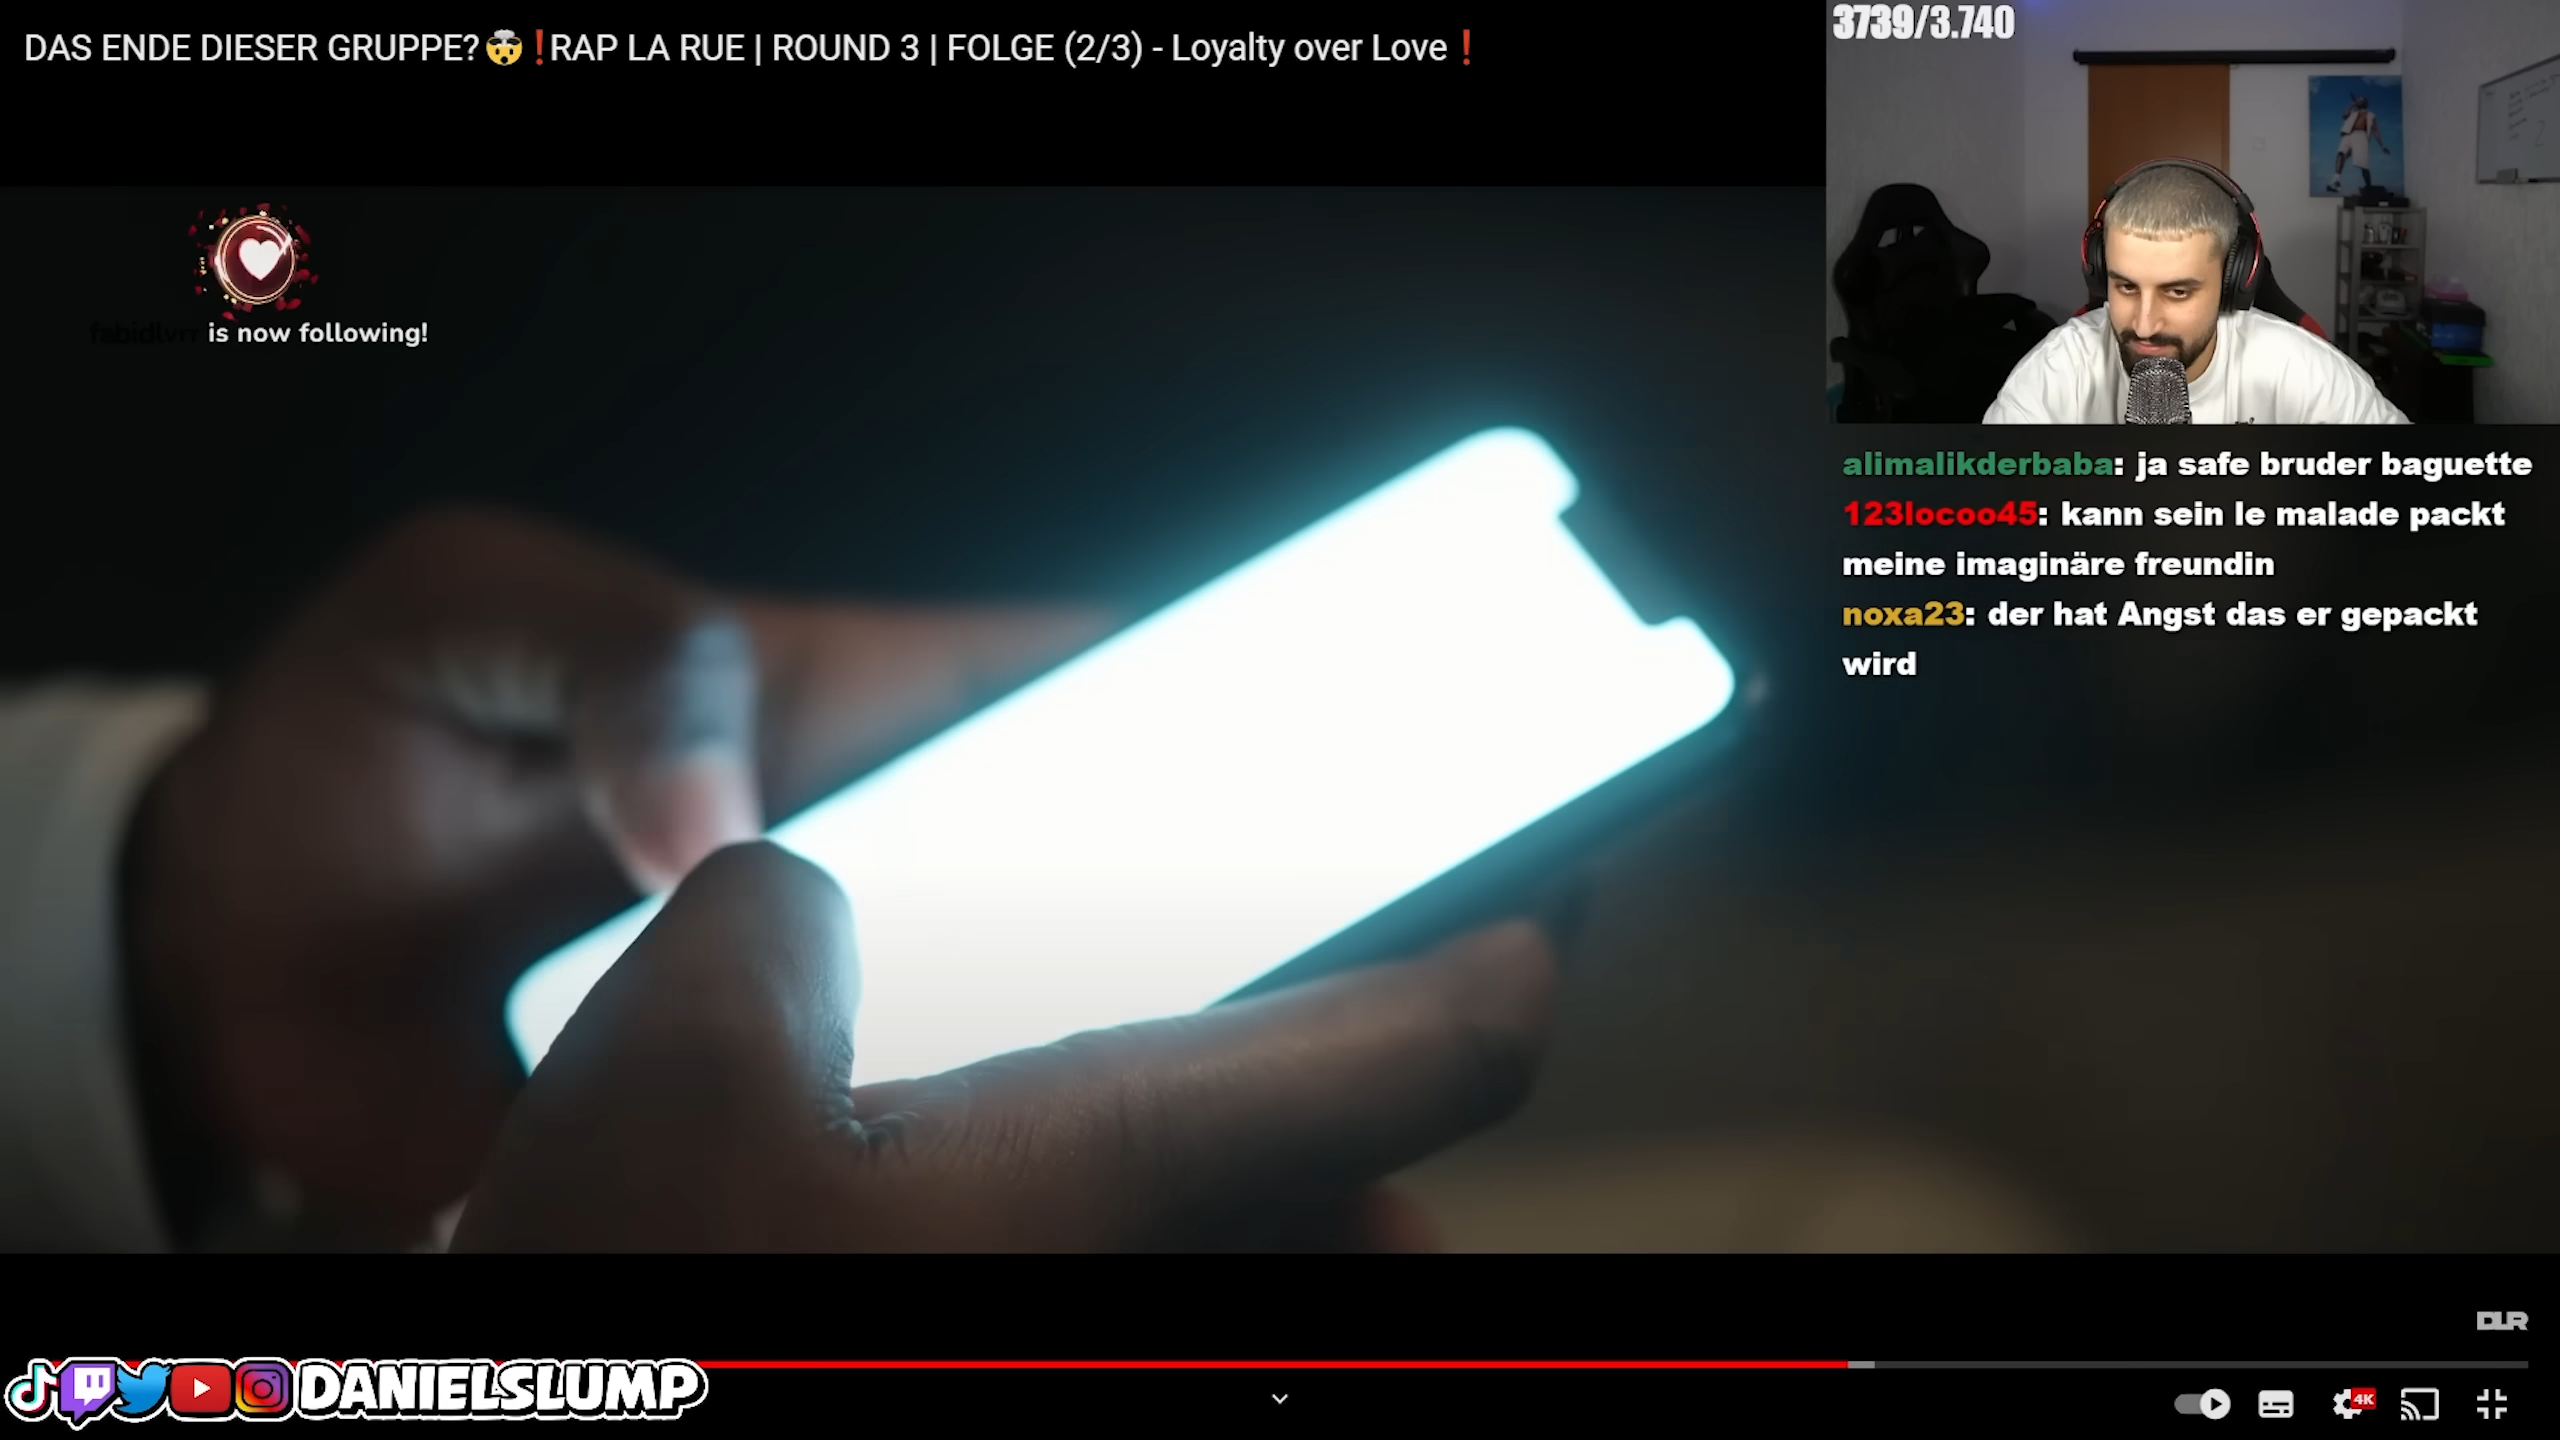 DAS ENDE DIESER GRUPPE?🤯❗RAP LA RUE | ROUND 3 | FOLGE (2/3) - Loyalty over Love❗
3739/3.740
fabidlvrr is now following!
alimalikderbaba: ja safe bruder baguette
123locoo45: kann sein le malade packt
meine imaginäre freundin
noxa23: der hat Angst das er gepackt
wird
DLR
DANIELSLUMP
4K